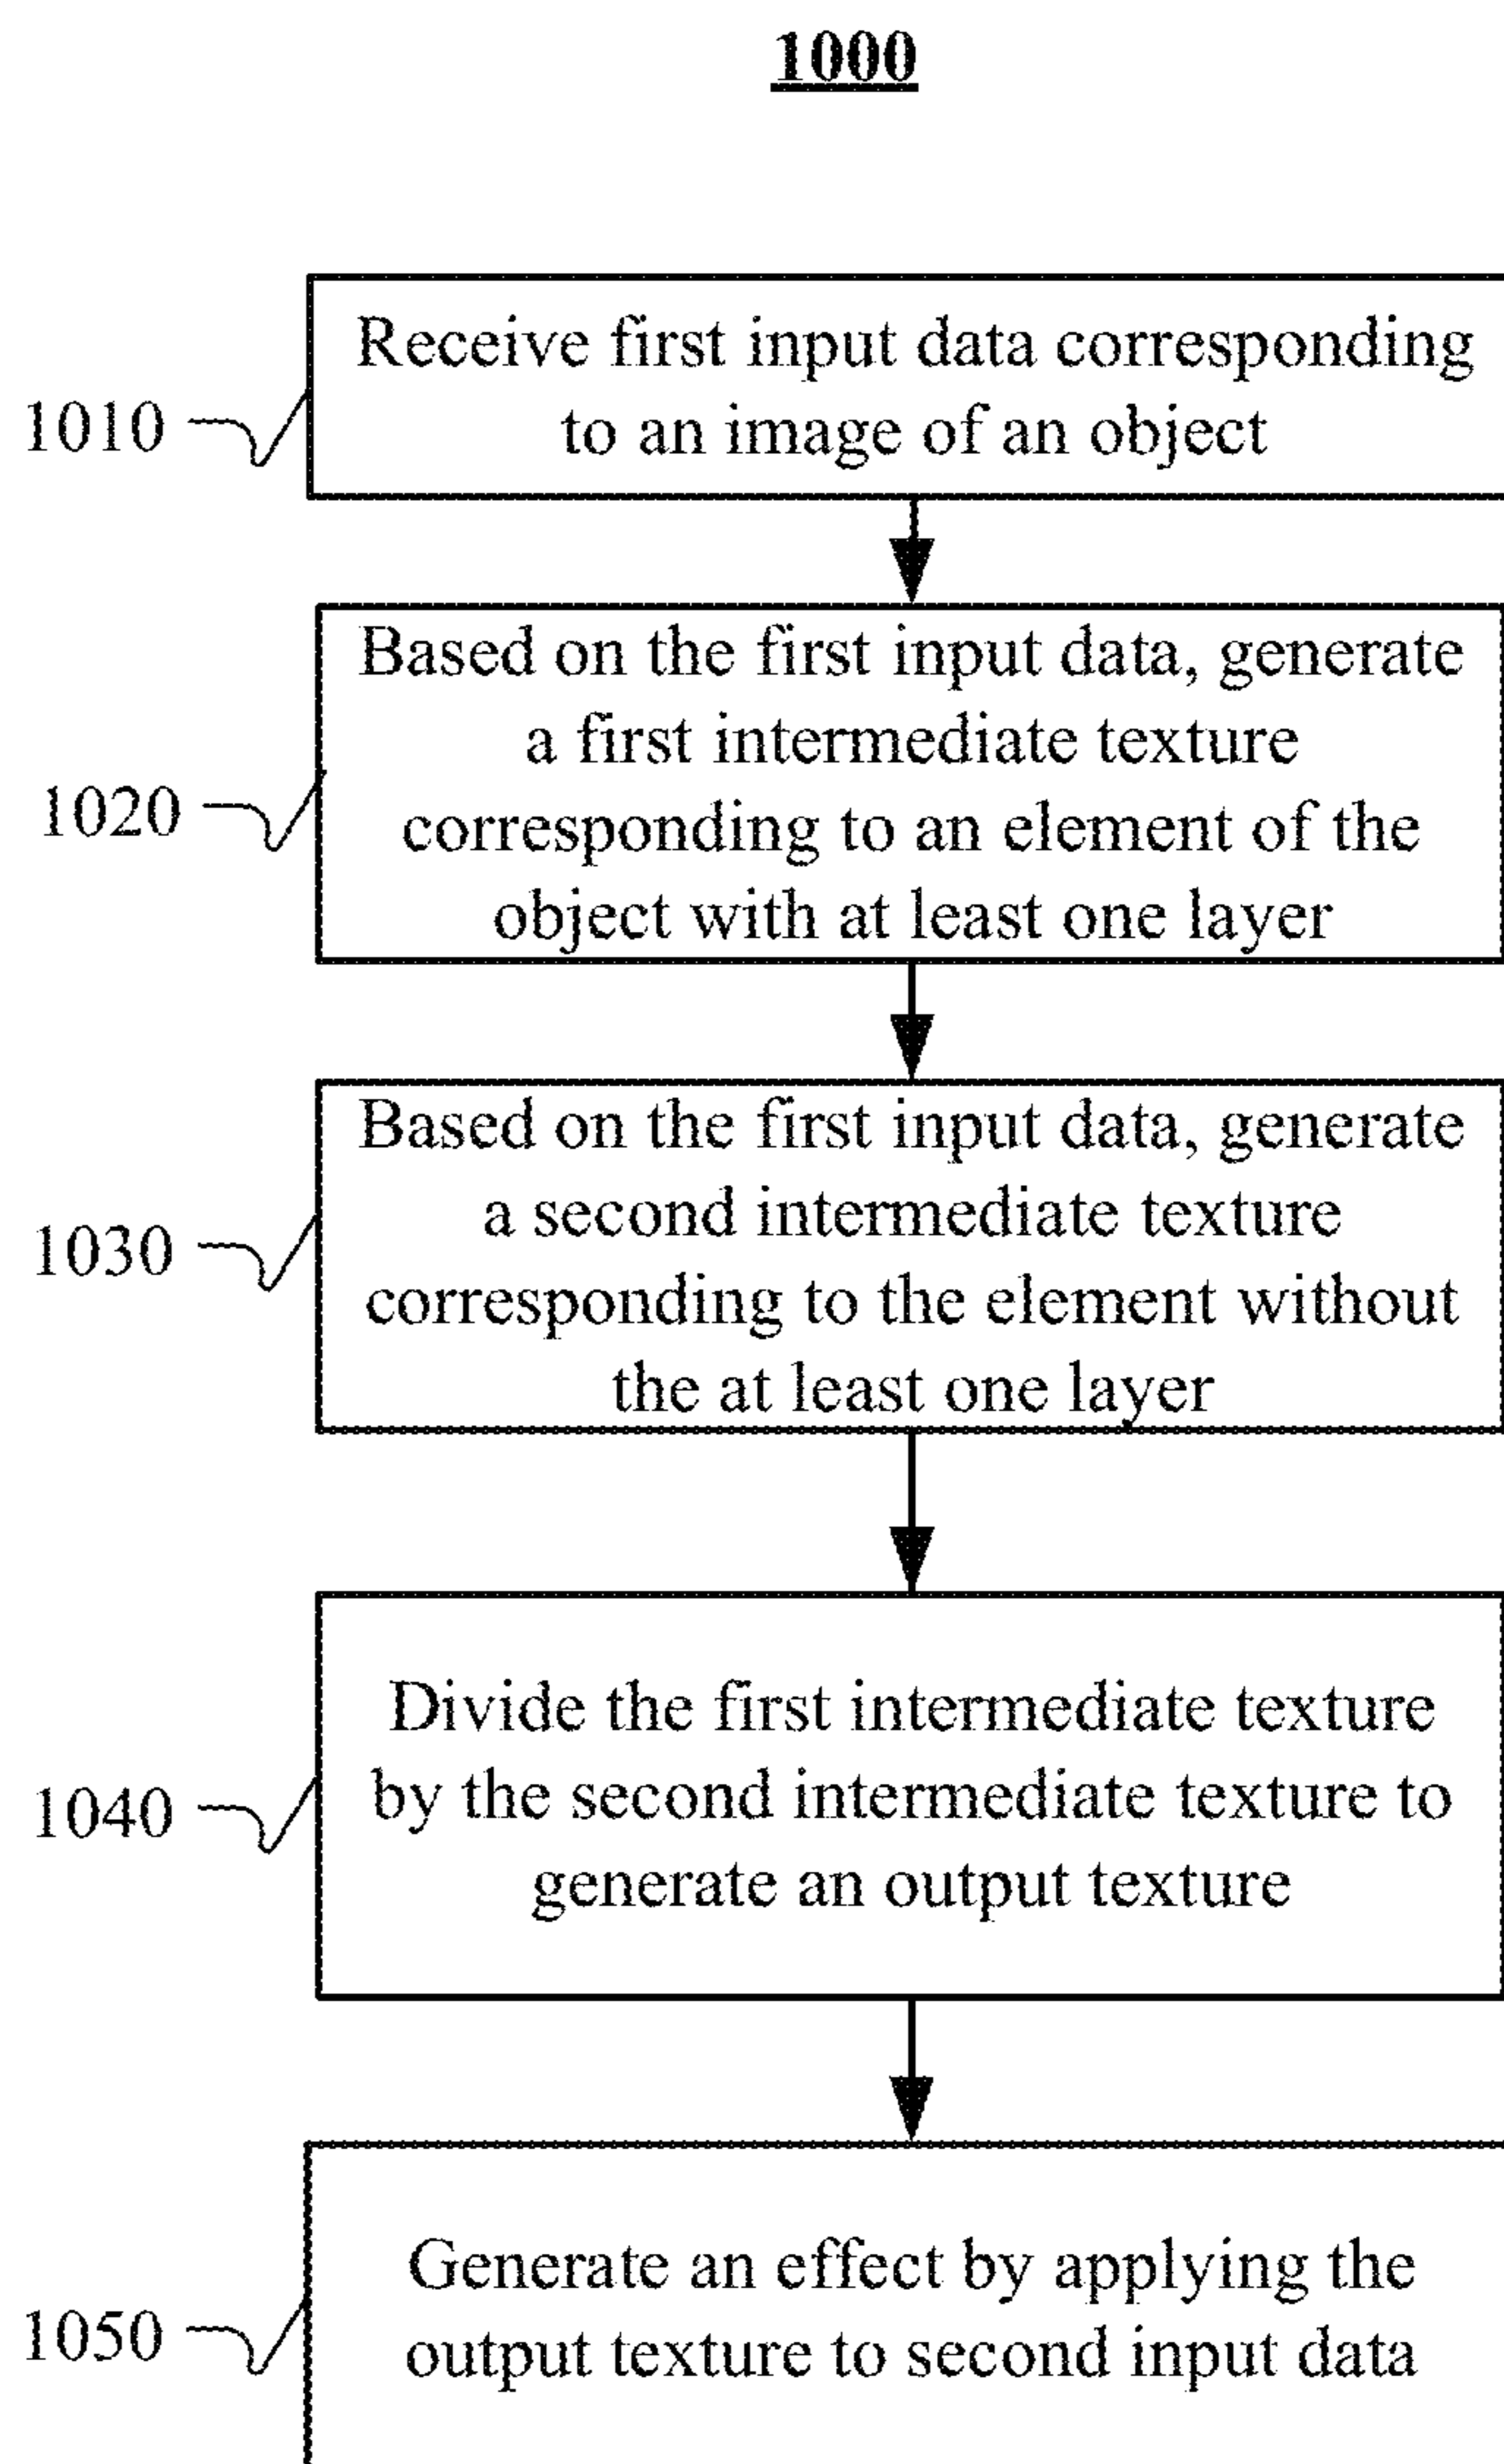 1000
Receive first input data corresponding
to an image of an object
1010
Based on the first input data, generate
a first intermediate texture
corresponding to an element of the
object with at least one layer
1020
Based on the first input data, generate
a second intermediate texture
corresponding to the element without
the at least one layer
1030
Divide the first intermediate texture
by the second intermediate texture to
generate an output texture
1040
Generate an effect by applying the
output texture to second input data
1050